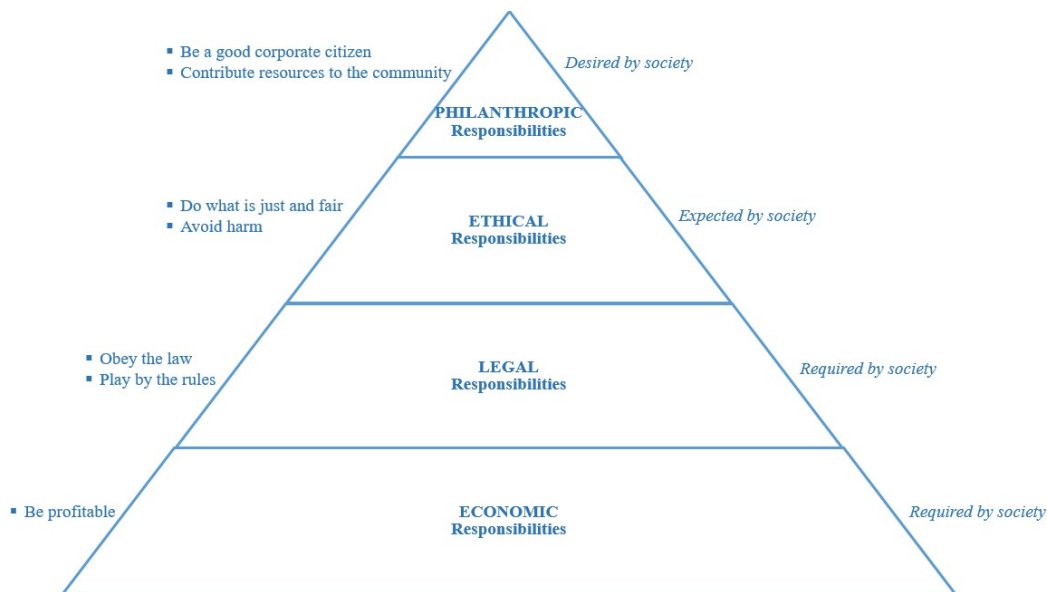 ▪ Be a good corporate citizen
▪ Contribute resources to the community
Desired by society
PHILANTHROPIC
Responsibilities
▪ Do what is just and fair
▪ Avoid harm
ETHICAL
Responsibilities
Expected by society
▪ Obey the law
▪ Play by the rules
LEGAL
Responsibilities
Required by society
▪ Be profitable
ECONOMIC
Responsibilities
Required by society